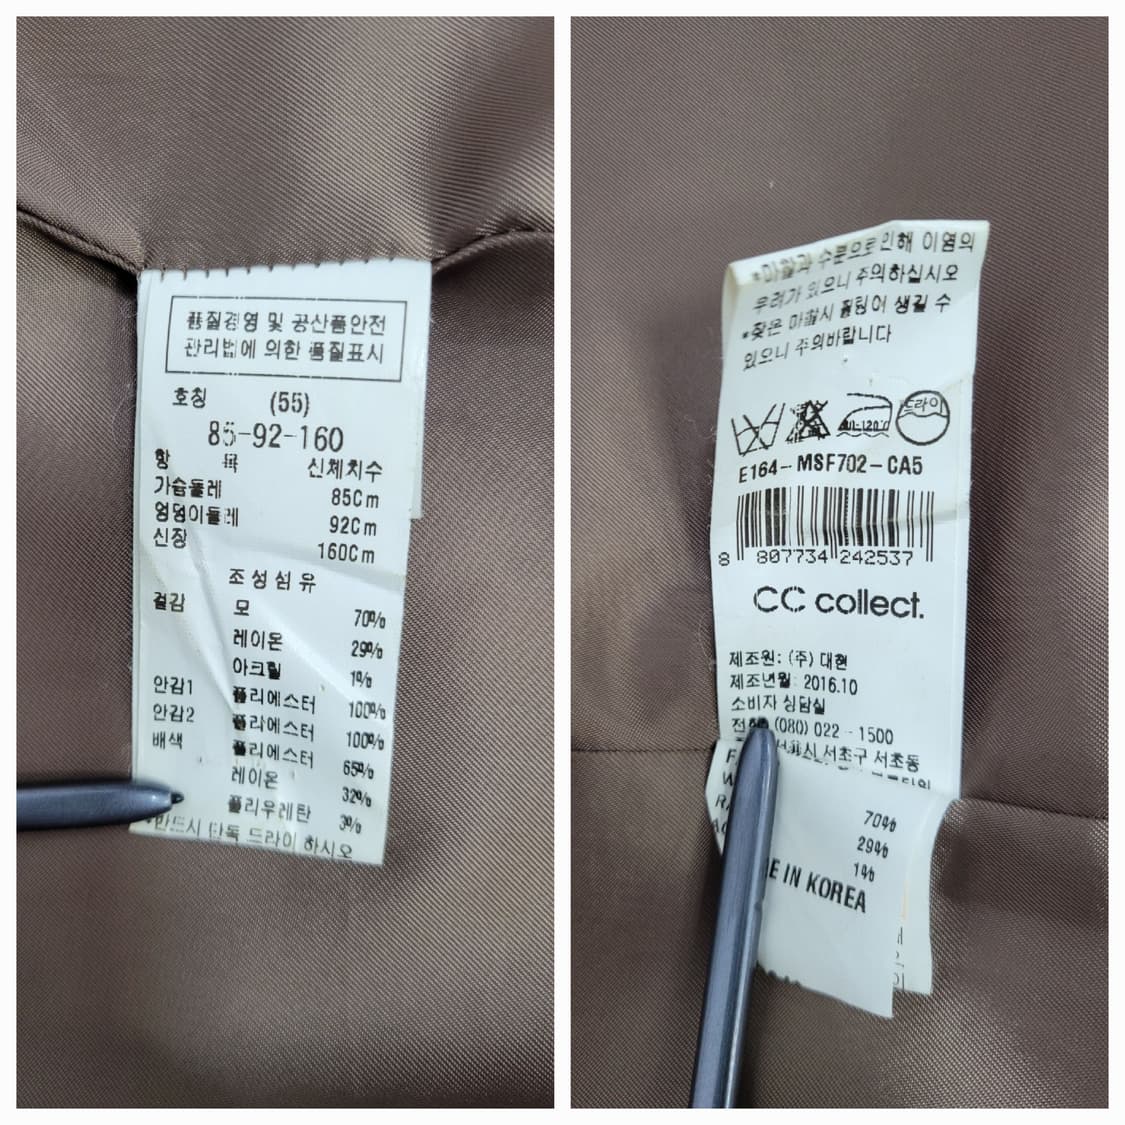 품질경영 및 공산품안전
관리법에 의한 품질표시
호칭 (55)
85-92-160
항 목 신체치수
가슴둘레 85Cm
엉덩이둘레 92Cm
신장 160Cm
조성섬유
겉감 모 70%
레이온 29%
아크릴 1%
안감1 폴리에스터 100%
안감2 폴리에스터 100%
배색 폴리에스터 65%
레이온 32%
폴리우레탄 3%
*반드시 단독 드라이 하시오
*마찰과 수분으로 인해 이염의
우려가 있으니 주의하십시오
*잦은 마찰시 필링이 생길 수
있으니 주의바랍니다
드라이
E164-MSF702-CA5
8 807734 242537
CC collect.
제조원: (주) 대현
제조년월: 2016.10
소비자 상담실
전화 (080) 022-1500
서초구 서초동
70%
29%
1%
IN KOREA